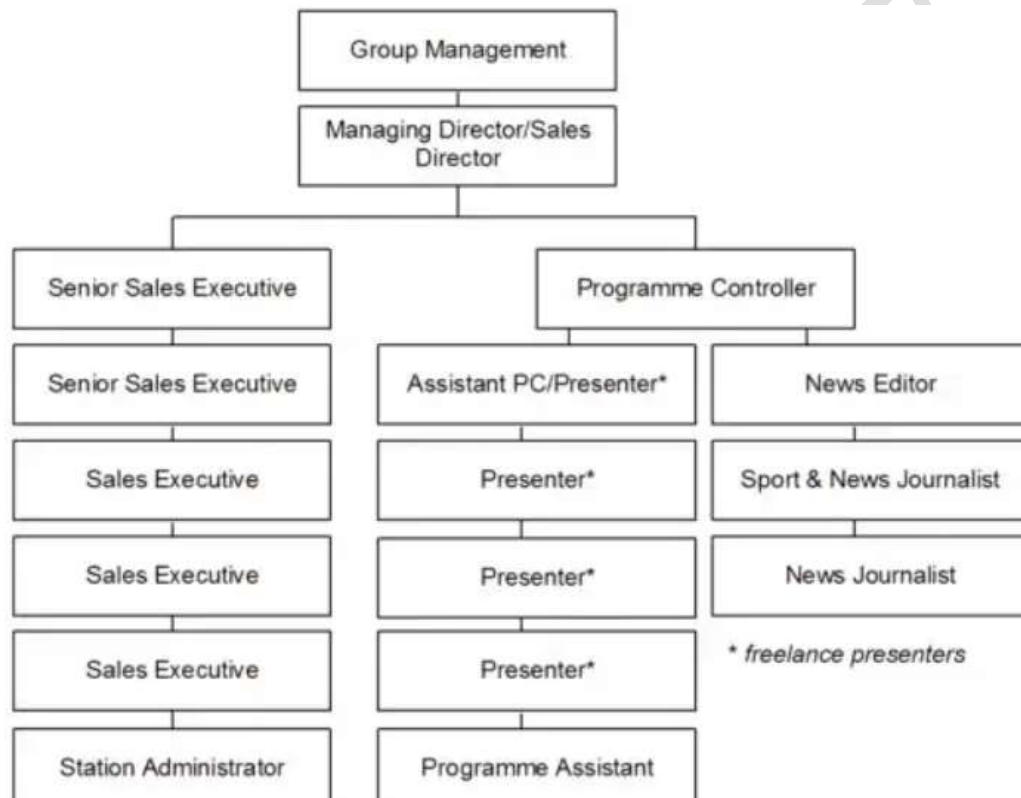 Group Management
Managing Director/Sales
Director
Senior Sales Executive
Programme Controller
Senior Sales Executive
Assistant PC/Presenter*
News Editor
Sales Executive
Presenter*
Sport & News Journalist
Sales Executive
Presenter*
News Journalist
Sales Executive
Presenter*
* freelance presenters
Station Administrator
Programme Assistant